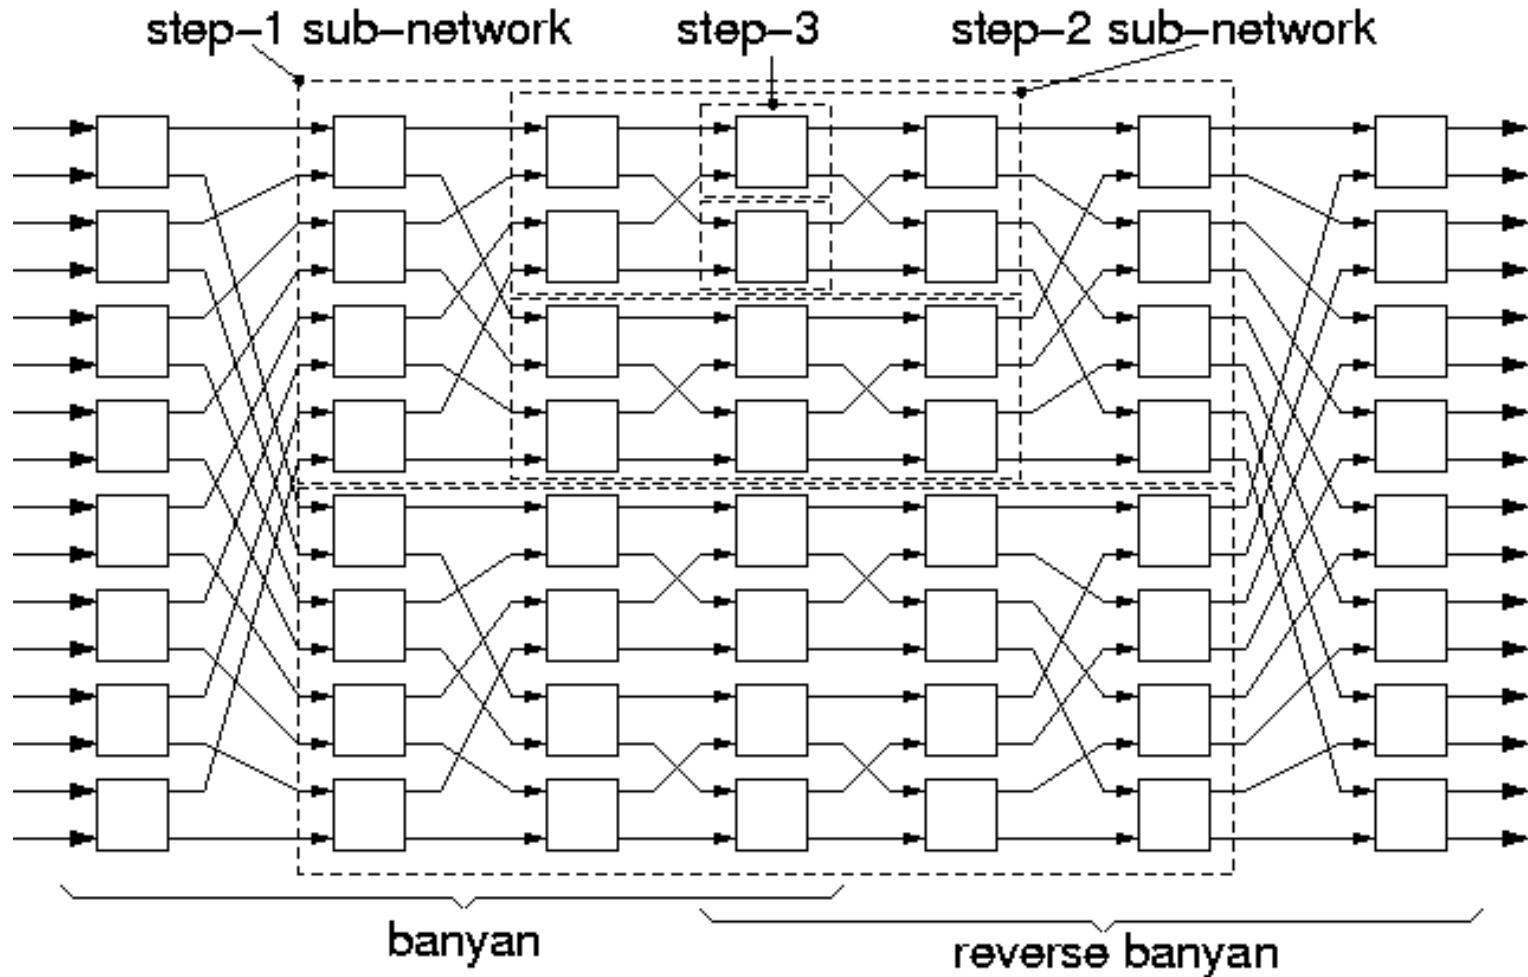 step-1 sub-network
step-3
step-2 sub-network
banyan
reverse banyan